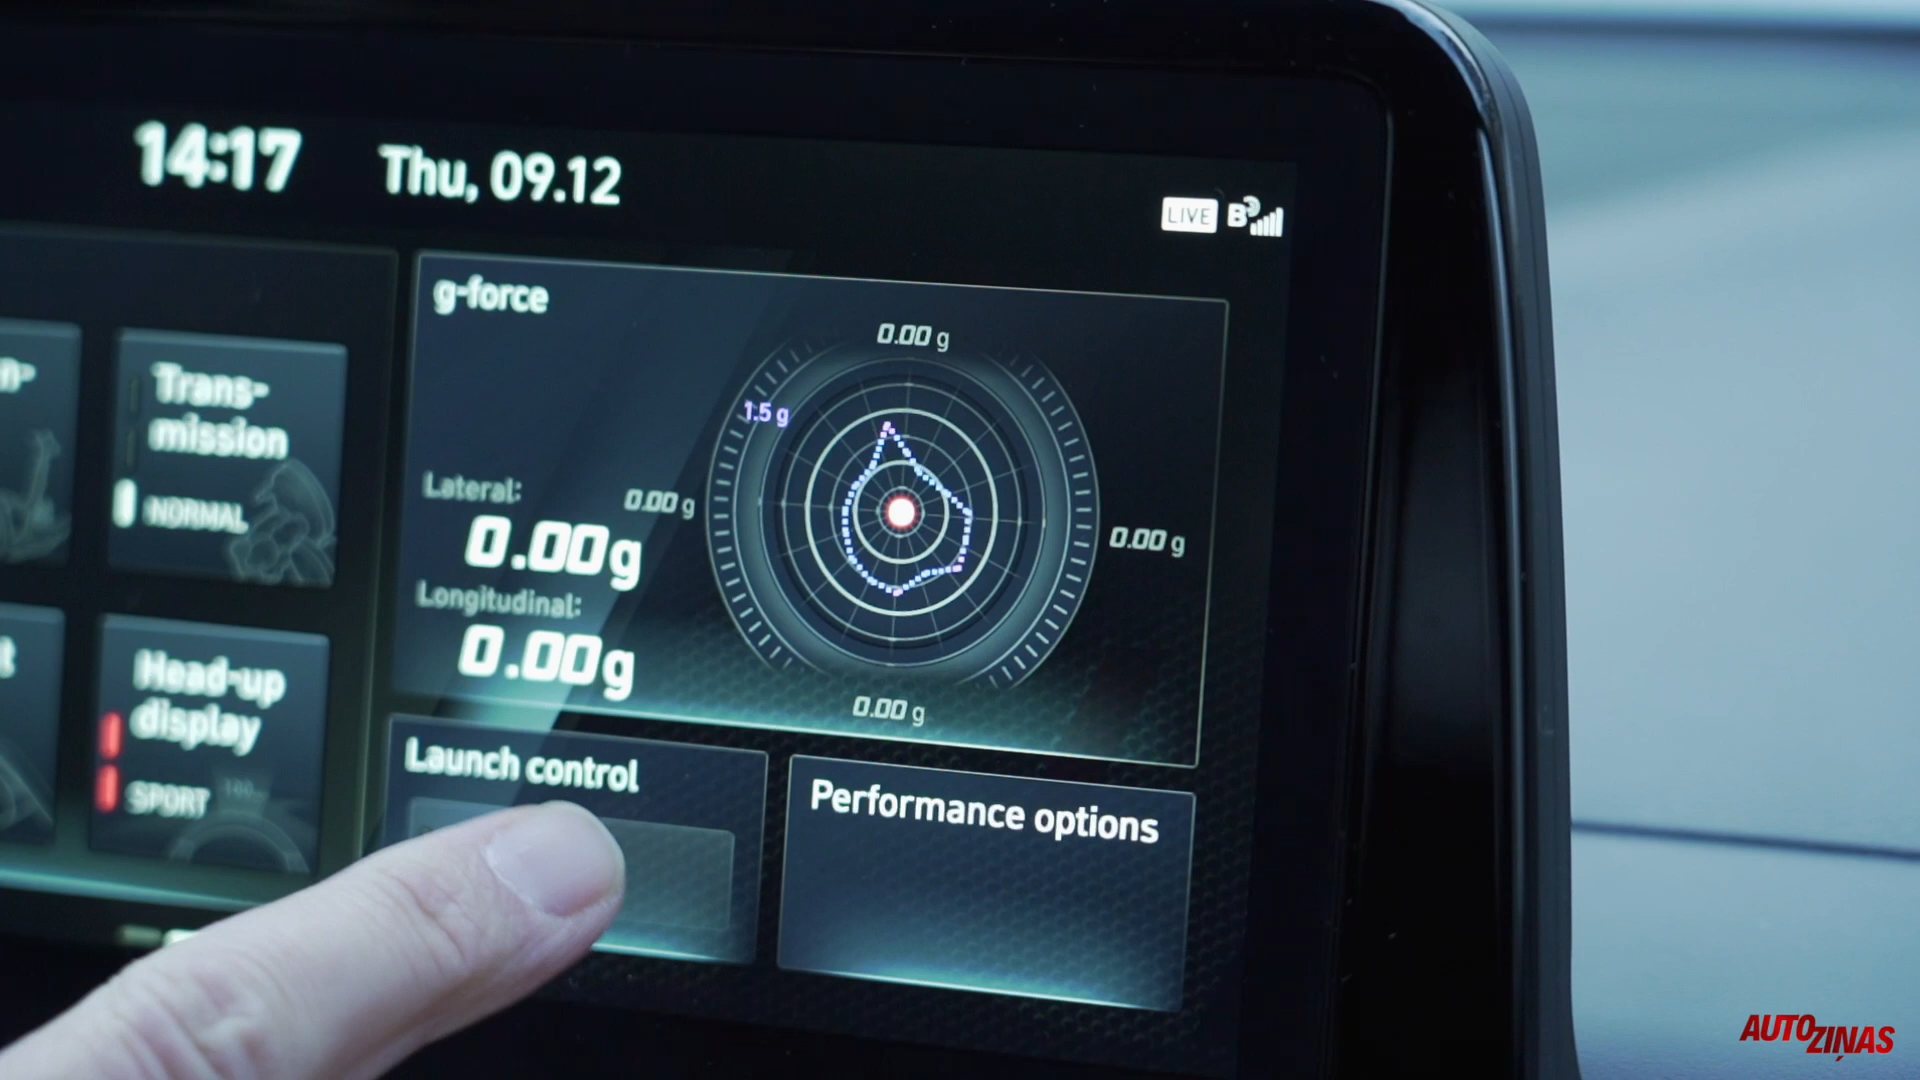 14:17
Thu, 09.12
LIVE B
g-force
0.00 g
1.5 g
Lateral:
0.00 g
0.00g
0.00 g
Longitudinal:
0.00g
0.00 g
Trans-
mission
NORMAL
Head-up
display
100
SPORT
Launch control
Performance options
AUTO
ZIŅAS